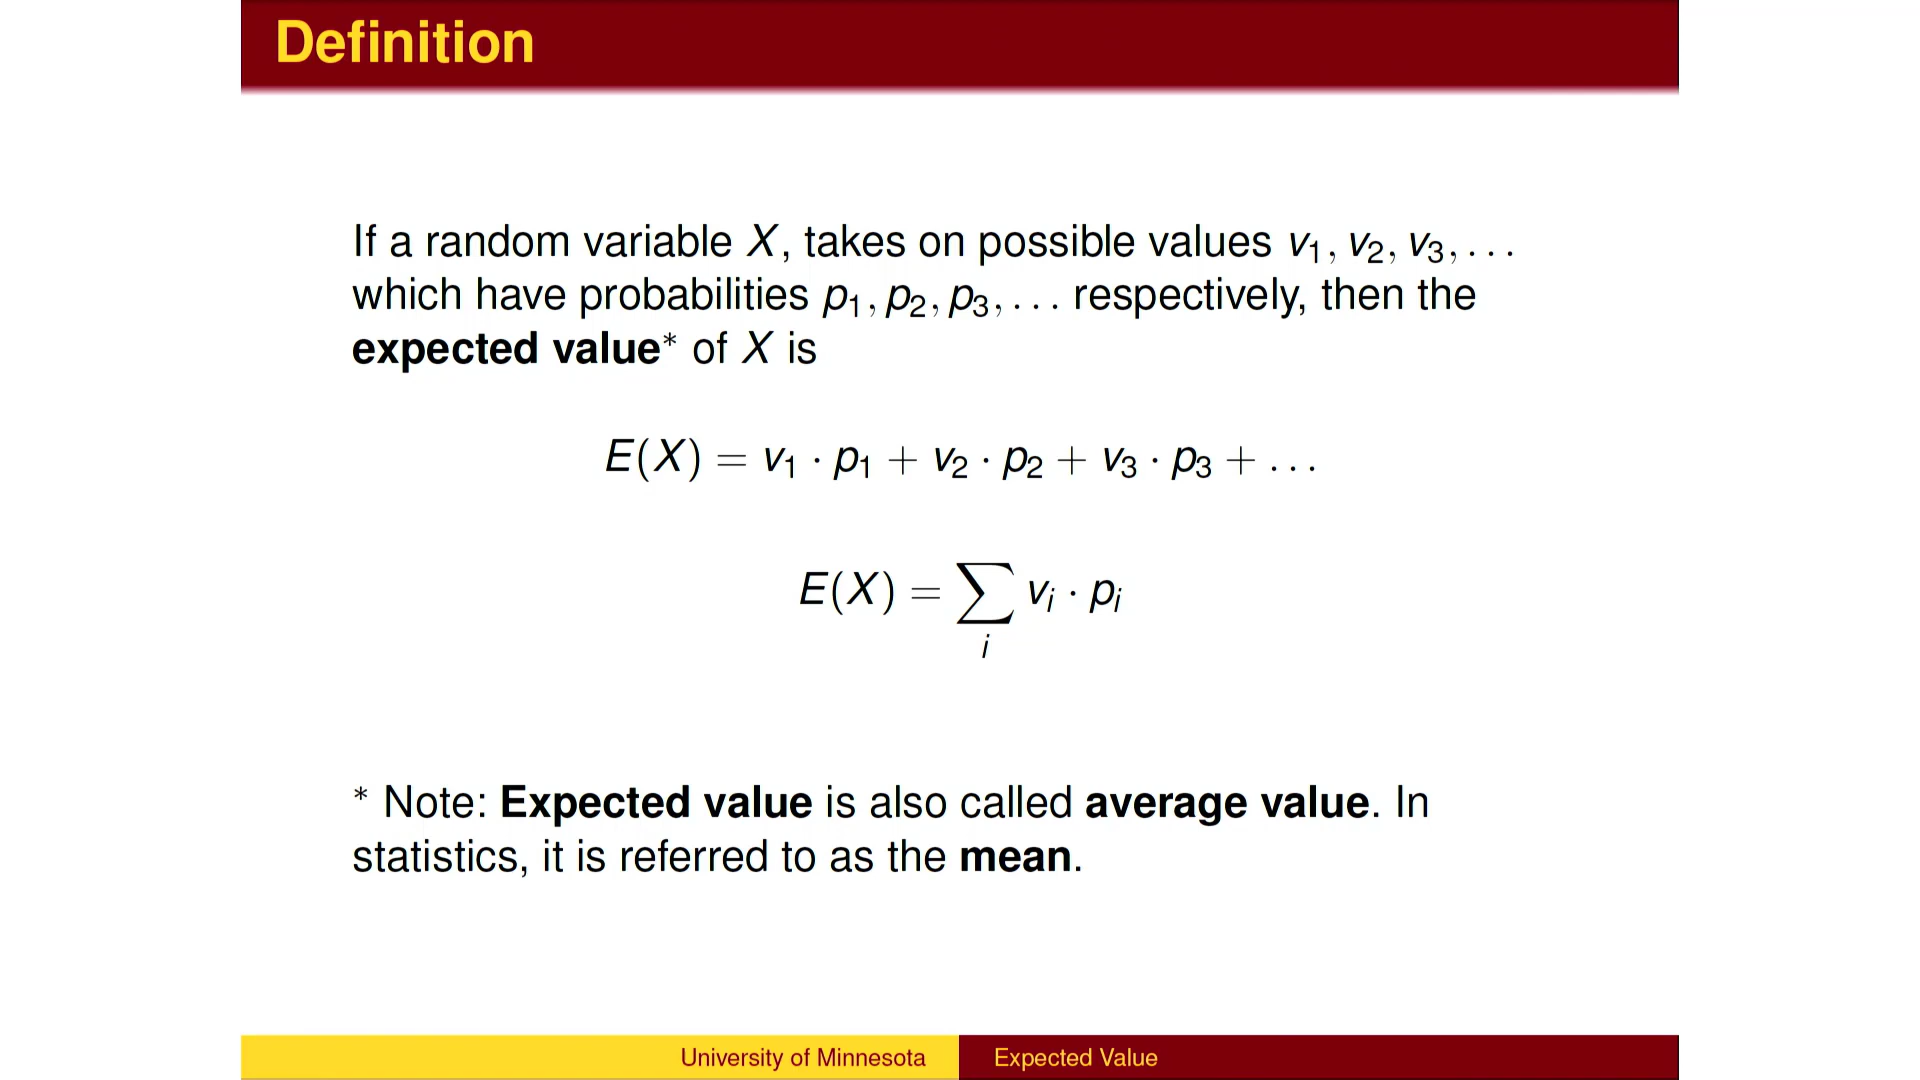 Definition
If a random variable X, takes on possible values v₁, v₂, v₃, . . .
which have probabilities p₁, p₂, p₃, . . . respectively, then the
expected value* of X is
E(X) = v₁ · p₁ + v₂ · p₂ + v₃ · p₃ + . . .
E(X) = ∑ᵢ vᵢ · pᵢ
* Note: Expected value is also called average value. In
statistics, it is referred to as the mean.
University of Minnesota Expected Value